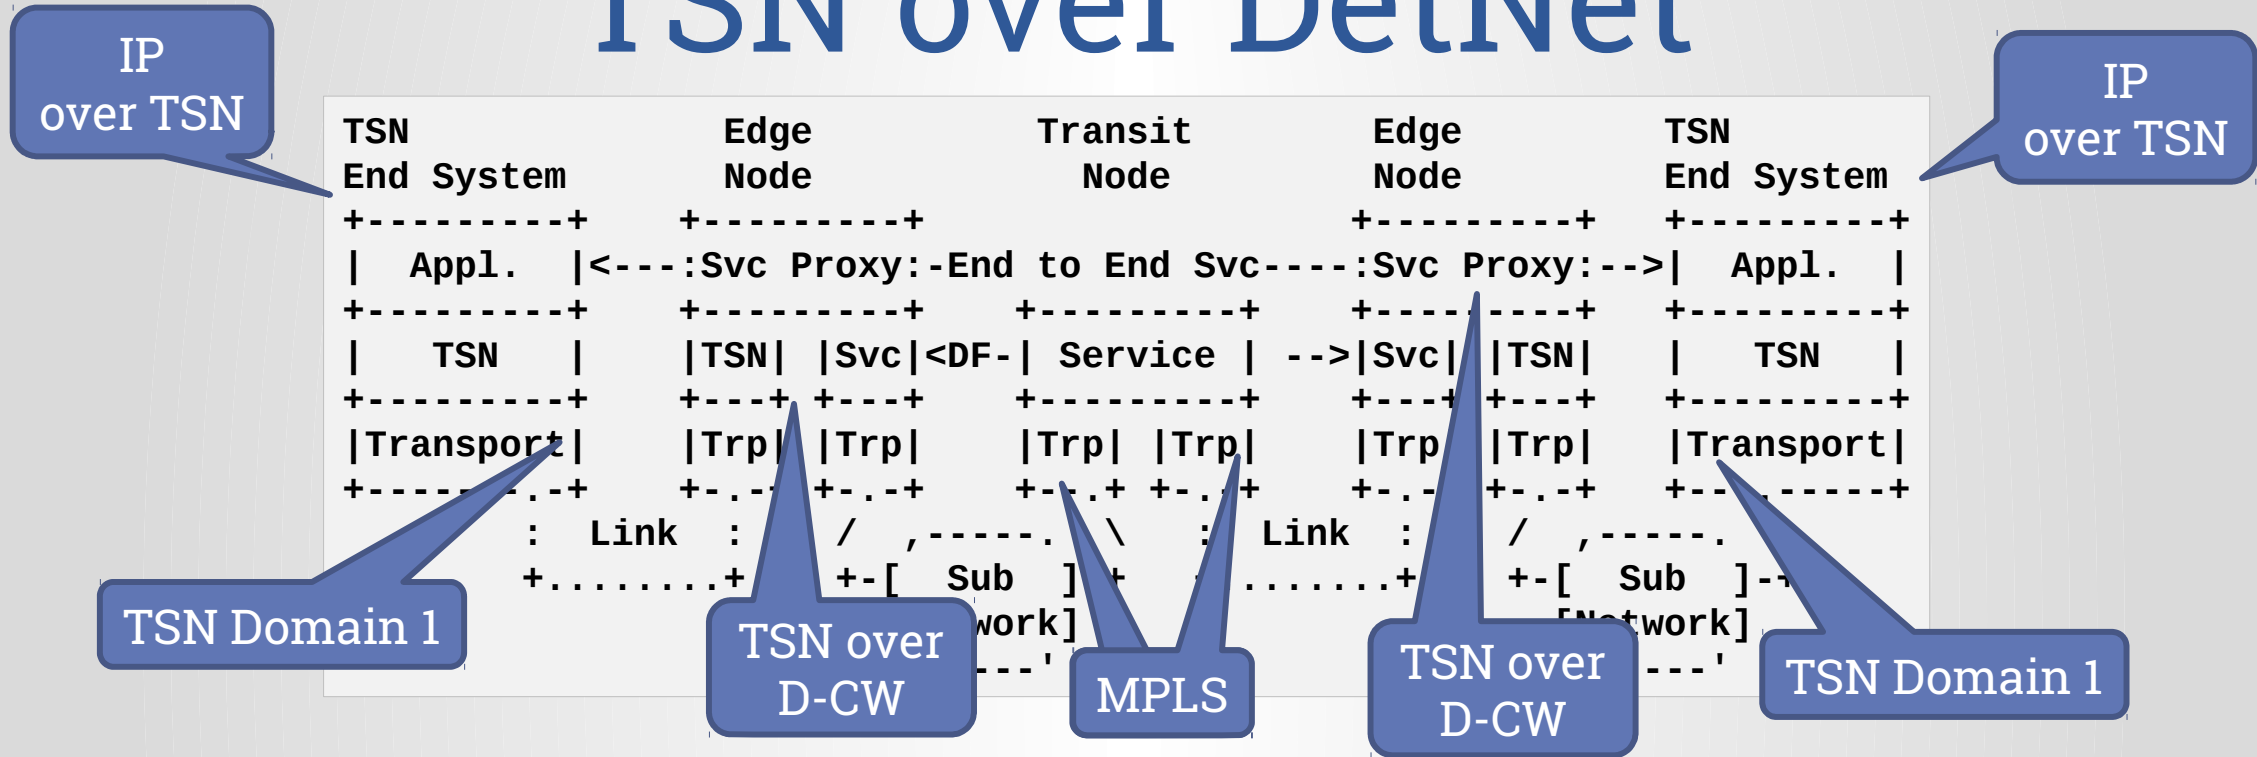 TSN over DetNet
IP
over TSN
IP
over TSN
TSN              Edge          Transit        Edge         TSN
End System       Node            Node         Node         End System
+---------+    +---------+                   +---------+   +---------+
|  Appl.  |<---:Svc Proxy:-End to End Svc----:Svc Proxy:-->|  Appl.  |
+---------+    +---------+    +---------+    +---------+   +---------+
|   TSN   |    |TSN| |Svc|<DF-| Service | -->|Svc| |TSN|   |   TSN   |
+---------+    +---+ +---+    +---------+    +---+ +---+   +---------+
|Transport|    |Trp| |Trp|    |Trp| |Trp|    |Trp| |Trp|   |Transport|
+-------.-+    +-.-+ +-.-+    +--.+ +-.-+    +-.-+ +-.-+   +---.-----+
        :  Link  :    /  ,-----.  \   :  Link  :    /  ,-----.
        +........+    +-[  Sub  ]-+   +........+    +-[  Sub  ]-+
work]                     [Network]
---'                      ---'
TSN Domain 1
TSN over
D-CW
MPLS
TSN over
D-CW
TSN Domain 1